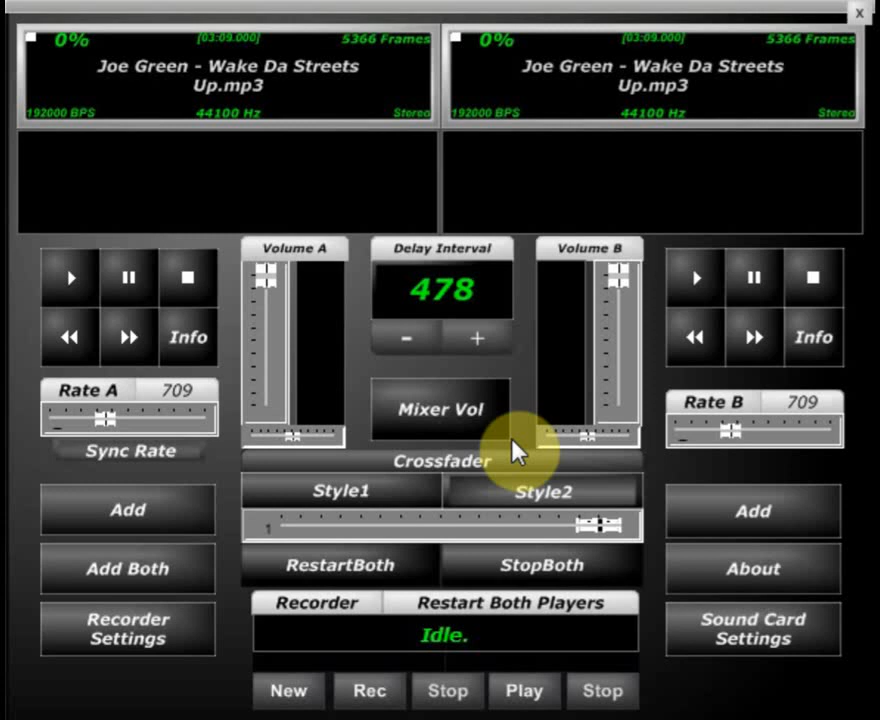 x
0% [03:09.000] 5366 Frames
Joe Green - Wake Da Streets
Up.mp3
192000 BPS 44100 Hz Stereo
0% [03:09.000] 5366 Frames
Joe Green - Wake Da Streets
Up.mp3
192000 BPS 44100 Hz Stereo
Volume A
Delay Interval
Volume B
478
- +
Info
Info
Rate A 709
Mixer Vol
Rate B 709
Sync Rate
Crossfader
Style1 Style2
1
Add
Add
RestartBoth StopBoth
Add Both
About
Recorder Restart Both Players
Recorder
Settings
Idle.
Sound Card
Settings
New Rec Stop Play Stop